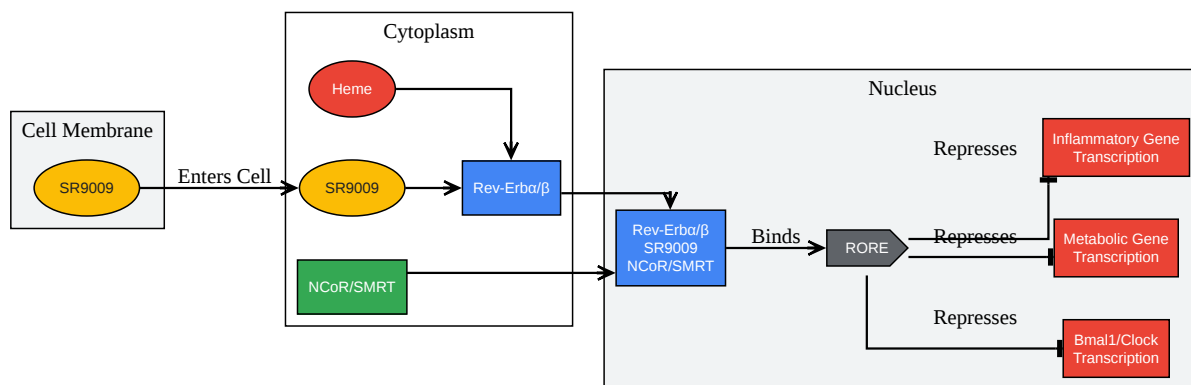 Cell Membrane
SR9009
Enters Cell
Cytoplasm
Heme
SR9009
Rev-Erbα/β
NCoR/SMRT
Nucleus
Rev-Erbα/β
SR9009
NCoR/SMRT
Binds
RORE
Represses
Inflammatory Gene
Transcription
Represses
Metabolic Gene
Transcription
Represses
Bmal1/Clock
Transcription